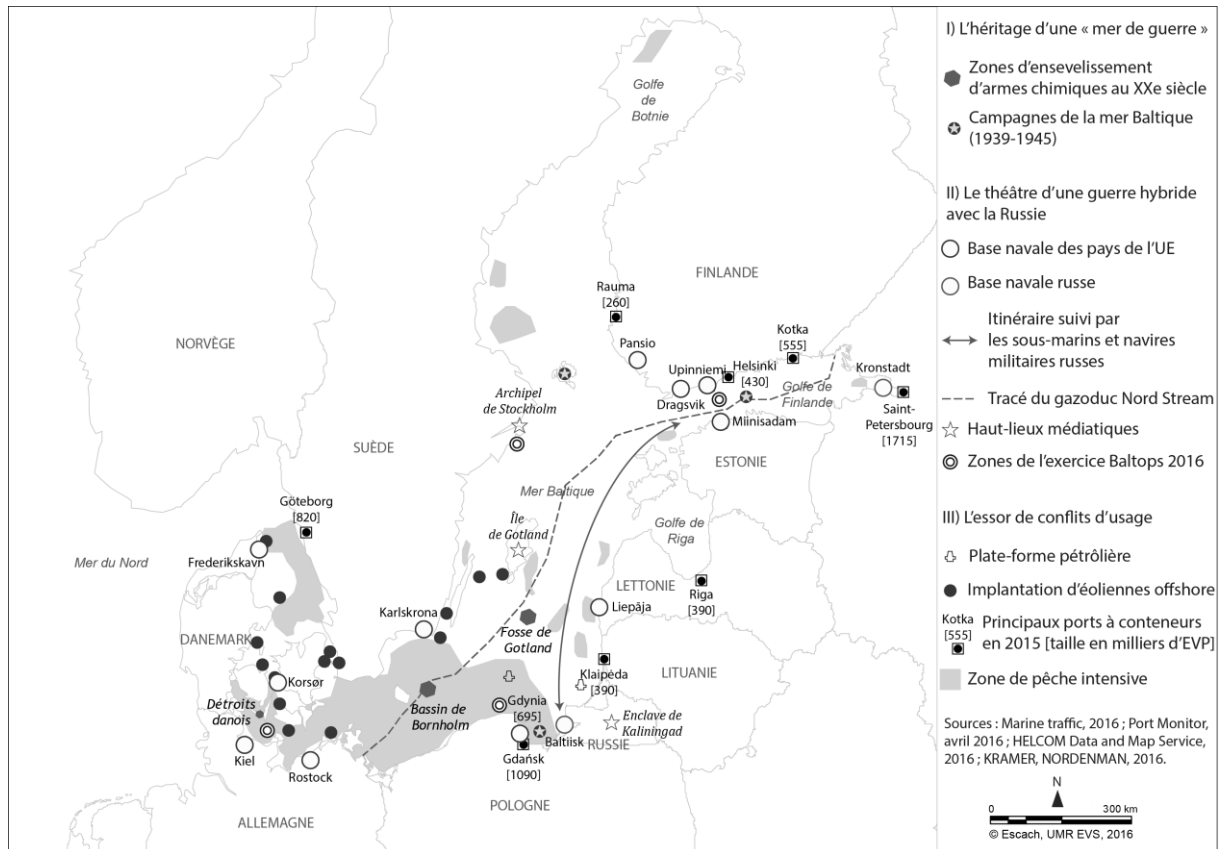 Golfe
de
Botnie
FINLANDE
NORVÈGE
Rauma
[260]
Pansio
Kotka
[555]
Upinniemi
Helsinki
[430]
Kronstadt
Dragsvik
Golfe de
Finlande
Miinisadam
Saint-
Petersbourg
[1715]
Archipel
de Stockholm
SUÈDE
ESTONIE
Mer Baltique
Göteborg
[820]
Île
de Gotland
Golfe de
Riga
Mer du Nord
Frederikskavn
LETTONIE
Riga
[390]
Karlskrona
Liepãja
DANEMARK
Fosse de
Gotland
LITUANIE
Klaipéda
[390]
Korsør
Détroits
danois
Bassin de
Bornholm
Gdynia
[695]
Enclave de
Kaliningad
Baltiisk
RUSSIE
Kiel
Rostock
Gdańsk
[1090]
POLOGNE
ALLEMAGNE
I) L'héritage d'une « mer de guerre »
Zones d'ensevelissement
d'armes chimiques au XXe siècle
Campagnes de la mer Baltique
(1939-1945)
II) Le théâtre d'une guerre hybride
avec la Russie
Base navale des pays de l'UE
Base navale russe
Itinéraire suivi par
les sous-marins et navires
militaires russes
Tracé du gazoduc Nord Stream
Haut-lieux médiatiques
Zones de l'exercice Baltops 2016
III) L'essor de conflits d'usage
Plate-forme pétrôlière
Implantation d'éoliennes offshore
Kotka
[555]
Principaux ports à conteneurs
en 2015 [taille en milliers d'EVP]
Zone de pêche intensive
Sources : Marine traffic, 2016 ; Port Monitor,
avril 2016 ; HELCOM Data and Map Service,
2016 ; KRAMER, NORDENMAN, 2016.
N
0 300 km
© Escach, UMR EVS, 2016